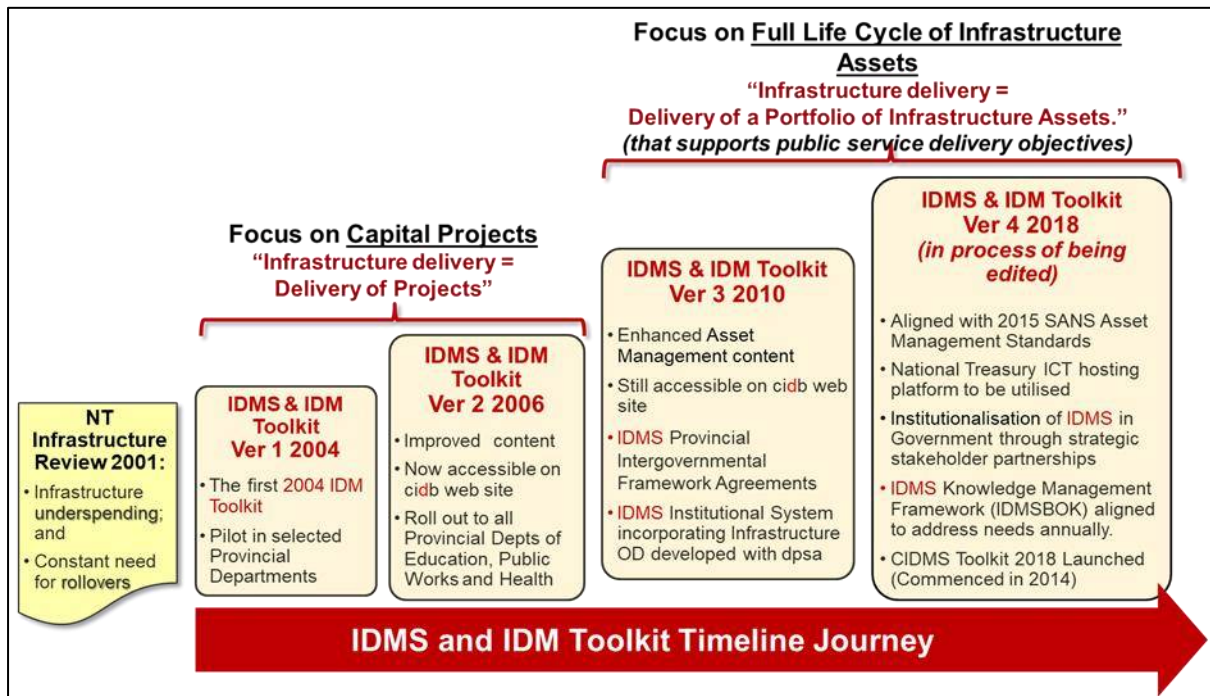 Focus on Full Life Cycle of Infrastructure
Assets
“Infrastructure delivery =
Delivery of a Portfolio of Infrastructure Assets.”
(that supports public service delivery objectives)
Focus on Capital Projects
“Infrastructure delivery =
Delivery of Projects”
NT
Infrastructure
Review 2001:
• Infrastructure
underspending;
and
• Constant need
for rollovers
IDMS & IDM
Toolkit
Ver 1 2004
• The first 2004 IDM
Toolkit
• Pilot in selected
Provincial
Departments
IDMS & IDM
Toolkit
Ver 2 2006
• Improved content
• Now accessible on
cidb web site
• Roll out to all
Provincial Depts of
Education, Public
Works and Health
IDMS & IDM Toolkit
Ver 3 2010
• Enhanced Asset
Management content
• Still accessible on cidb web
site
• IDMS Provincial
Intergovernmental
Framework Agreements
• IDMS Institutional System
incorporating Infrastructure
OD developed with dpsa
IDMS & IDM Toolkit
Ver 4 2018
(in process of being
edited)
• Aligned with 2015 SANS Asset
Management Standards
• National Treasury ICT hosting
platform to be utilised
• Institutionalisation of IDMS in
Government through strategic
stakeholder partnerships
• IDMS Knowledge Management
Framework (IDMSBOK) aligned
to address needs annually.
• CIDMS Toolkit 2018 Launched
(Commenced in 2014)
IDMS and IDM Toolkit Timeline Journey